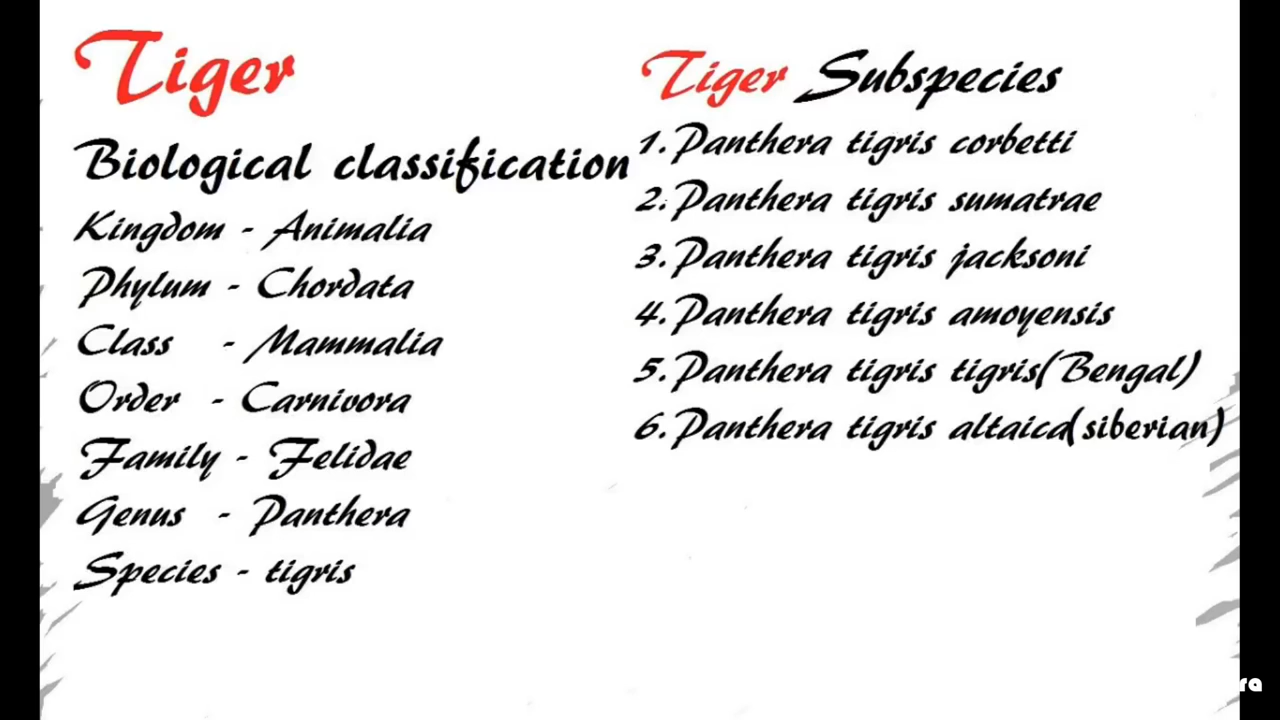 Tiger
Biological classification
Kingdom - Animalia
Phylum - Chordata
Class - Mammalia
Order - Carnivora
Family - Felidae
Genus - Panthera
Species - tigris
Tiger Subspecies
1. Panthera tigris corbetti
2. Panthera tigris sumatrae
3. Panthera tigris jacksoni
4. Panthera tigris amoyensis
5. Panthera tigris tigris(Bengal)
6. Panthera tigris altaica(siberian)